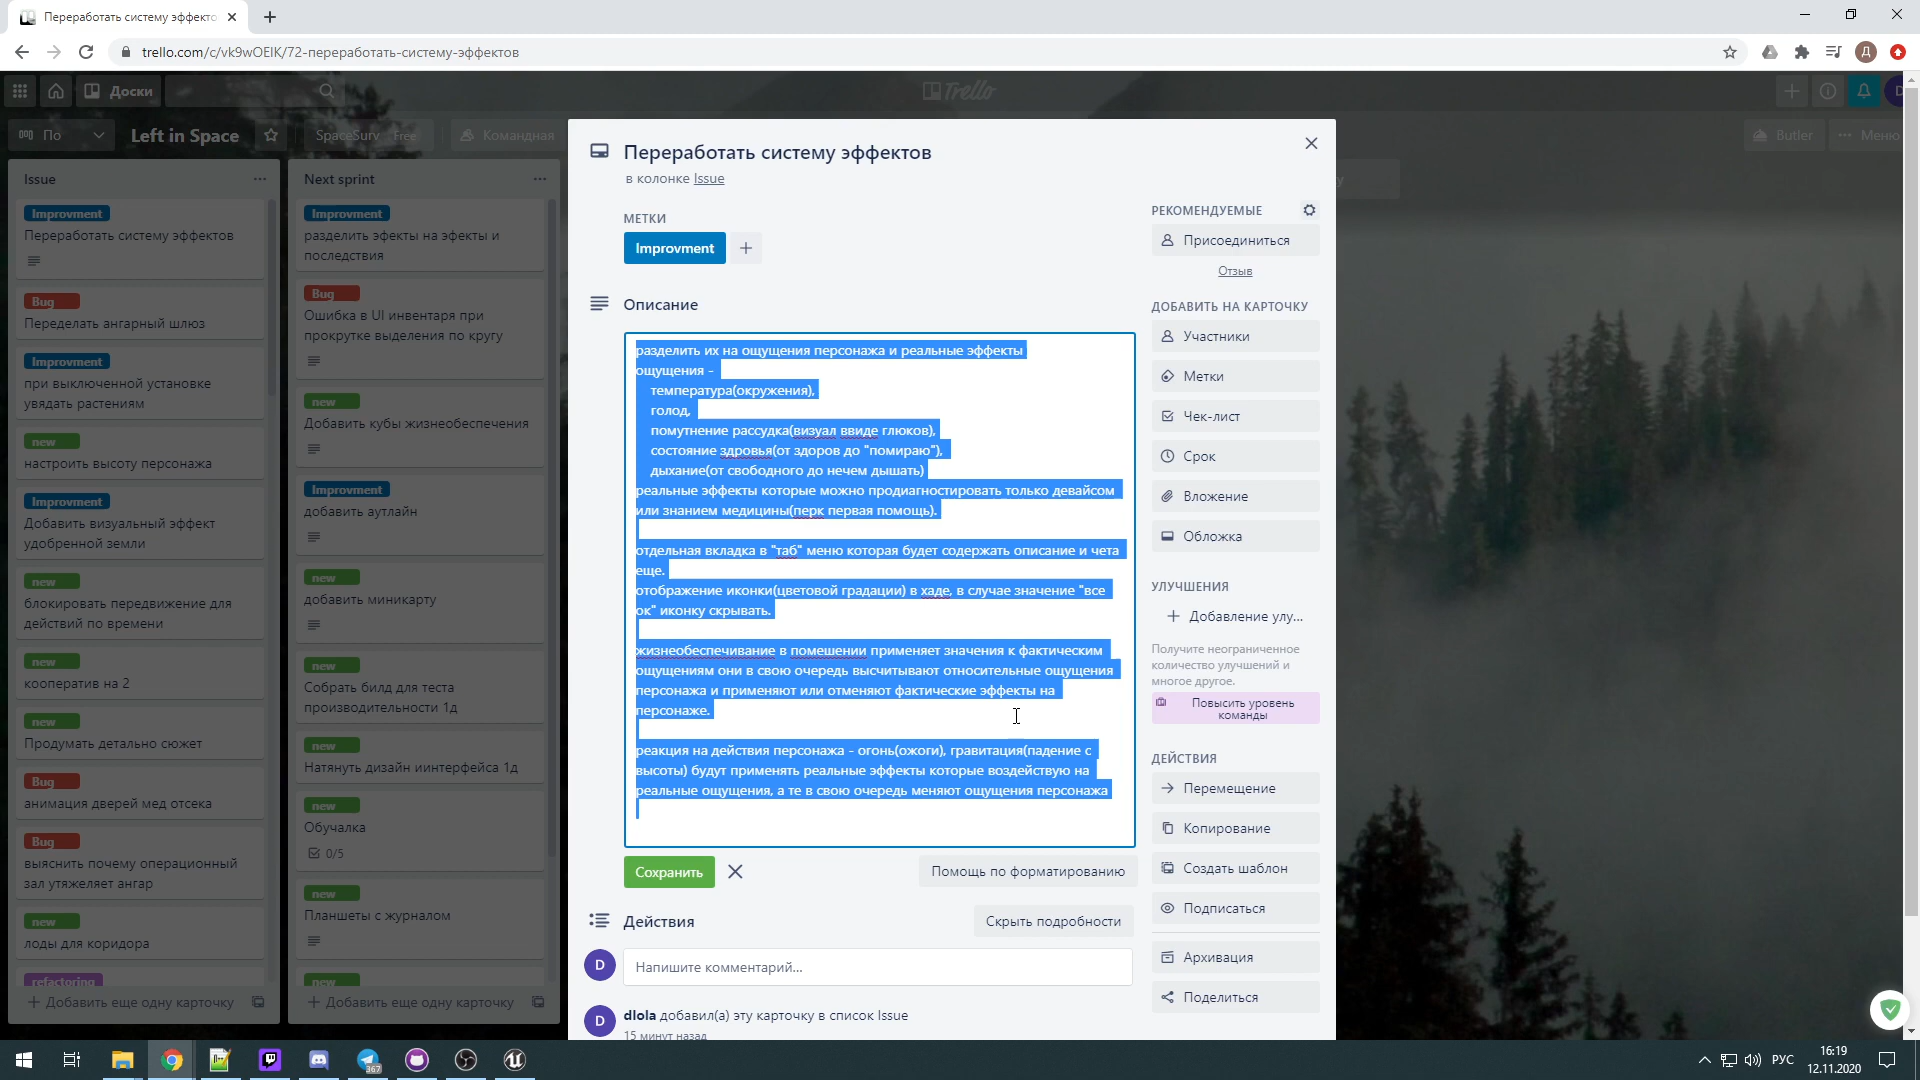 Переработать систему эффекто
trello.com/c/vk9wOEIK/72-переработать-систему-эффектов
Д
Доски
Trello
По
Left in Space
SpaceSurv
Free
Командная
Butler
Меню
Issue
Improvment
Переработать систему эффектов
Bug
Переделать ангарный шлюз
Improvment
при выключенной установке
увядать растениям
new
настроить высоту персонажа
Improvment
Добавить визуальный эффект
удобренной земли
new
блокировать передвижение для
действий по времени
new
кооператив на 2
new
Продумать детально сюжет
Bug
анимация дверей мед отсека
Bug
выяснить почему операционный
зал утяжеляет ангар
new
лоды для коридора
refactoring
Добавить еще одну карточку
Next sprint
Improvment
разделить эфекты на эфекты и
последствия
Bug
Ошибка в UI инвентаря при
прокрутке выделения по кругу
new
Добавить кубы жизнеобеспечения
Improvment
добавить аутлайн
new
добавить миникарту
new
Собрать билд для теста
производительности 1д
new
Натянуть дизайн иинтерфейса 1д
new
Обучалка
0/5
new
Планшеты с журналом
new
Добавить еще одну карточку
Переработать систему эффектов
в колонке Issue
МЕТКИ
Improvment
Описание
разделить их на ощущения персонажа и реальные эффекты
ощущения -
температура(окружения),
голод,
помутнение рассудка(визуал ввиде глюков),
состояние здровья(от здоров до "помираю"),
дыхание(от свободного до нечем дышать)
реальные эффекты которые можно продиагностировать только девайсом
или знанием медицины(перк первая помощь).
отдельная вкладка в "таб" меню которая будет содержать описание и чета
еще.
отображение иконки(цветовой градации) в хаде, в случае значение "все
ок" иконку скрывать.
жизнеобеспечивание в помешении применяет значения к фактическим
ощущениям они в свою очередь высчитывают относительные ощущения
персонажа и применяют или отменяют фактические эффекты на
персонаже.
реакция на действия персонажа - огонь(ожоги), гравитация(падение с
высоты) будут применять реальные эффекты которые воздействую на
реальные ощущения, а те в свою очередь меняют ощущения персонажа
Сохранить
Помощь по форматированию
Действия
Скрыть подробности
D
Напишите комментарий...
D
dlola добавил(а) эту карточку в список Issue
15 минут назад
РЕКОМЕНДУЕМЫЕ
Присоединиться
Отзыв
ДОБАВИТЬ НА КАРТОЧКУ
Участники
Метки
Чек-лист
Срок
Вложение
Обложка
УЛУЧШЕНИЯ
Добавление улу...
Получите неограниченное
количество улучшений и
многое другое.
Повысить уровень
команды
ДЕЙСТВИЯ
Перемещение
Копирование
Создать шаблон
Подписаться
Архивация
Поделиться
367
РУС
16:19
12.11.2020